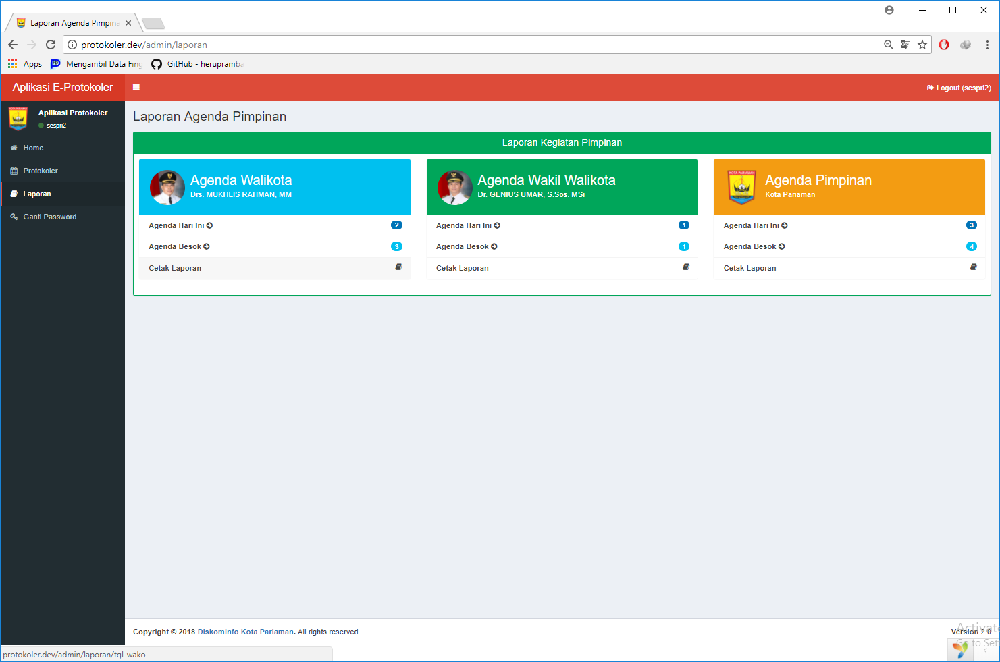 Laporan Agenda Pimpina
protokoler.dev/admin/laporan
Apps
Mengambil Data Fing
GitHub - herupramba
Aplikasi E-Protokoler
Logout (sespri2)
Aplikasi Protokoler
sespri2
Home
Protokoler
Laporan
Ganti Password
Laporan Agenda Pimpinan
Laporan Kegiatan Pimpinan
Agenda Walikota
Drs. MUKHLIS RAHMAN, MM
Agenda Hari Ini 2
Agenda Besok 3
Cetak Laporan
Agenda Wakil Walikota
Dr. GENIUS UMAR, S.Sos. MSi
Agenda Hari Ini 1
Agenda Besok 1
Cetak Laporan
KOTA PARIAMAN
Agenda Pimpinan
Kota Pariaman
Agenda Hari Ini 3
Agenda Besok 4
Cetak Laporan
Copyright © 2018 Diskominfo Kota Pariaman. All rights reserved.
Version 2.0
Activate
Go to Sett
protokoler.dev/admin/laporan/tgl-wako